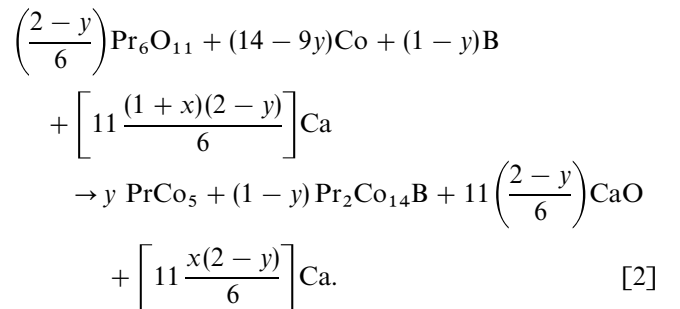 (2 − y / 6)Pr₆O₁₁ + (14 − 9y)Co + (1 − y)B
+ [11 (1 + x)(2 − y) / 6]Ca
→ y PrCo₅ + (1 − y) Pr₂Co₁₄B + 11(2 − y / 6)CaO
+ [11 x(2 − y) / 6]Ca. [2]